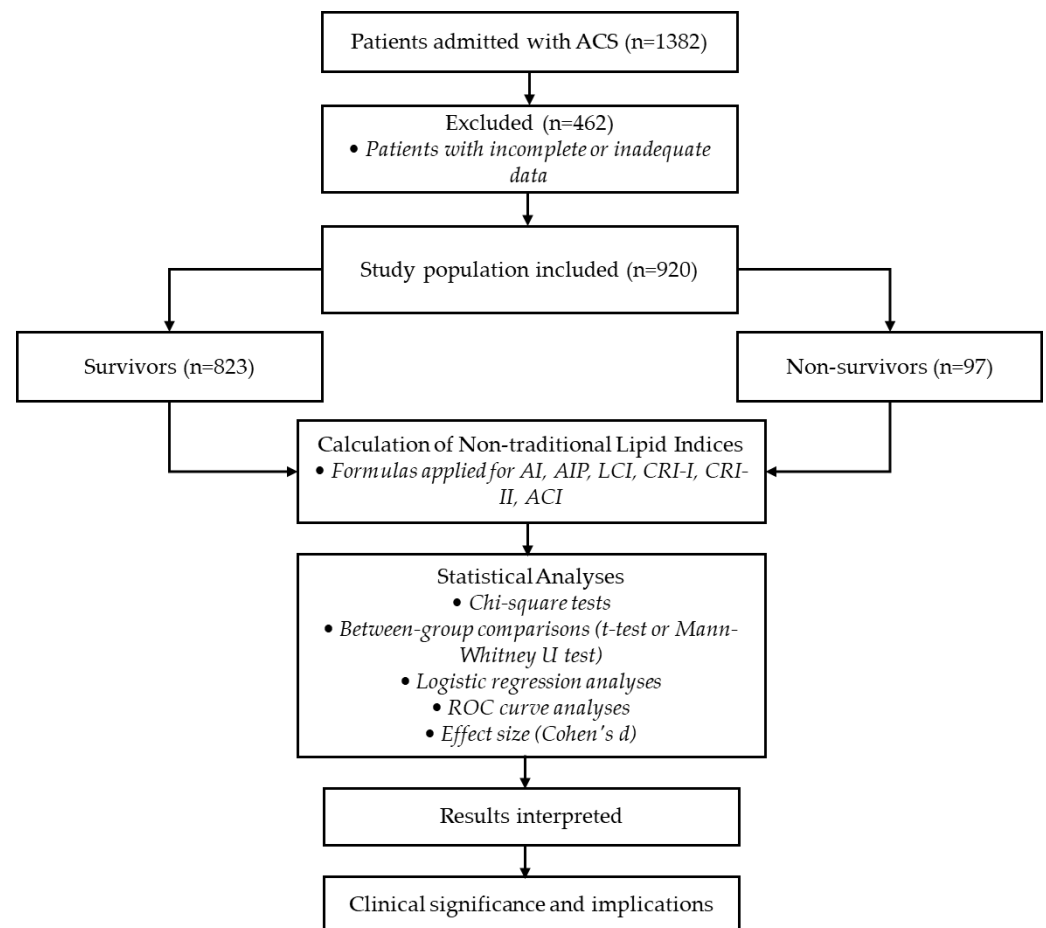 Patients admitted with ACS (n=1382)
Excluded (n=462)
• Patients with incomplete or inadequate
data
Study population included (n=920)
Survivors (n=823)
Non-survivors (n=97)
Calculation of Non-traditional Lipid Indices
• Formulas applied for AI, AIP, LCI, CRI-I, CRI-
II, ACI
Statistical Analyses
• Chi-square tests
• Between-group comparisons (t-test or Mann-
Whitney U test)
• Logistic regression analyses
• ROC curve analyses
• Effect size (Cohen's d)
Results interpreted
Clinical significance and implications